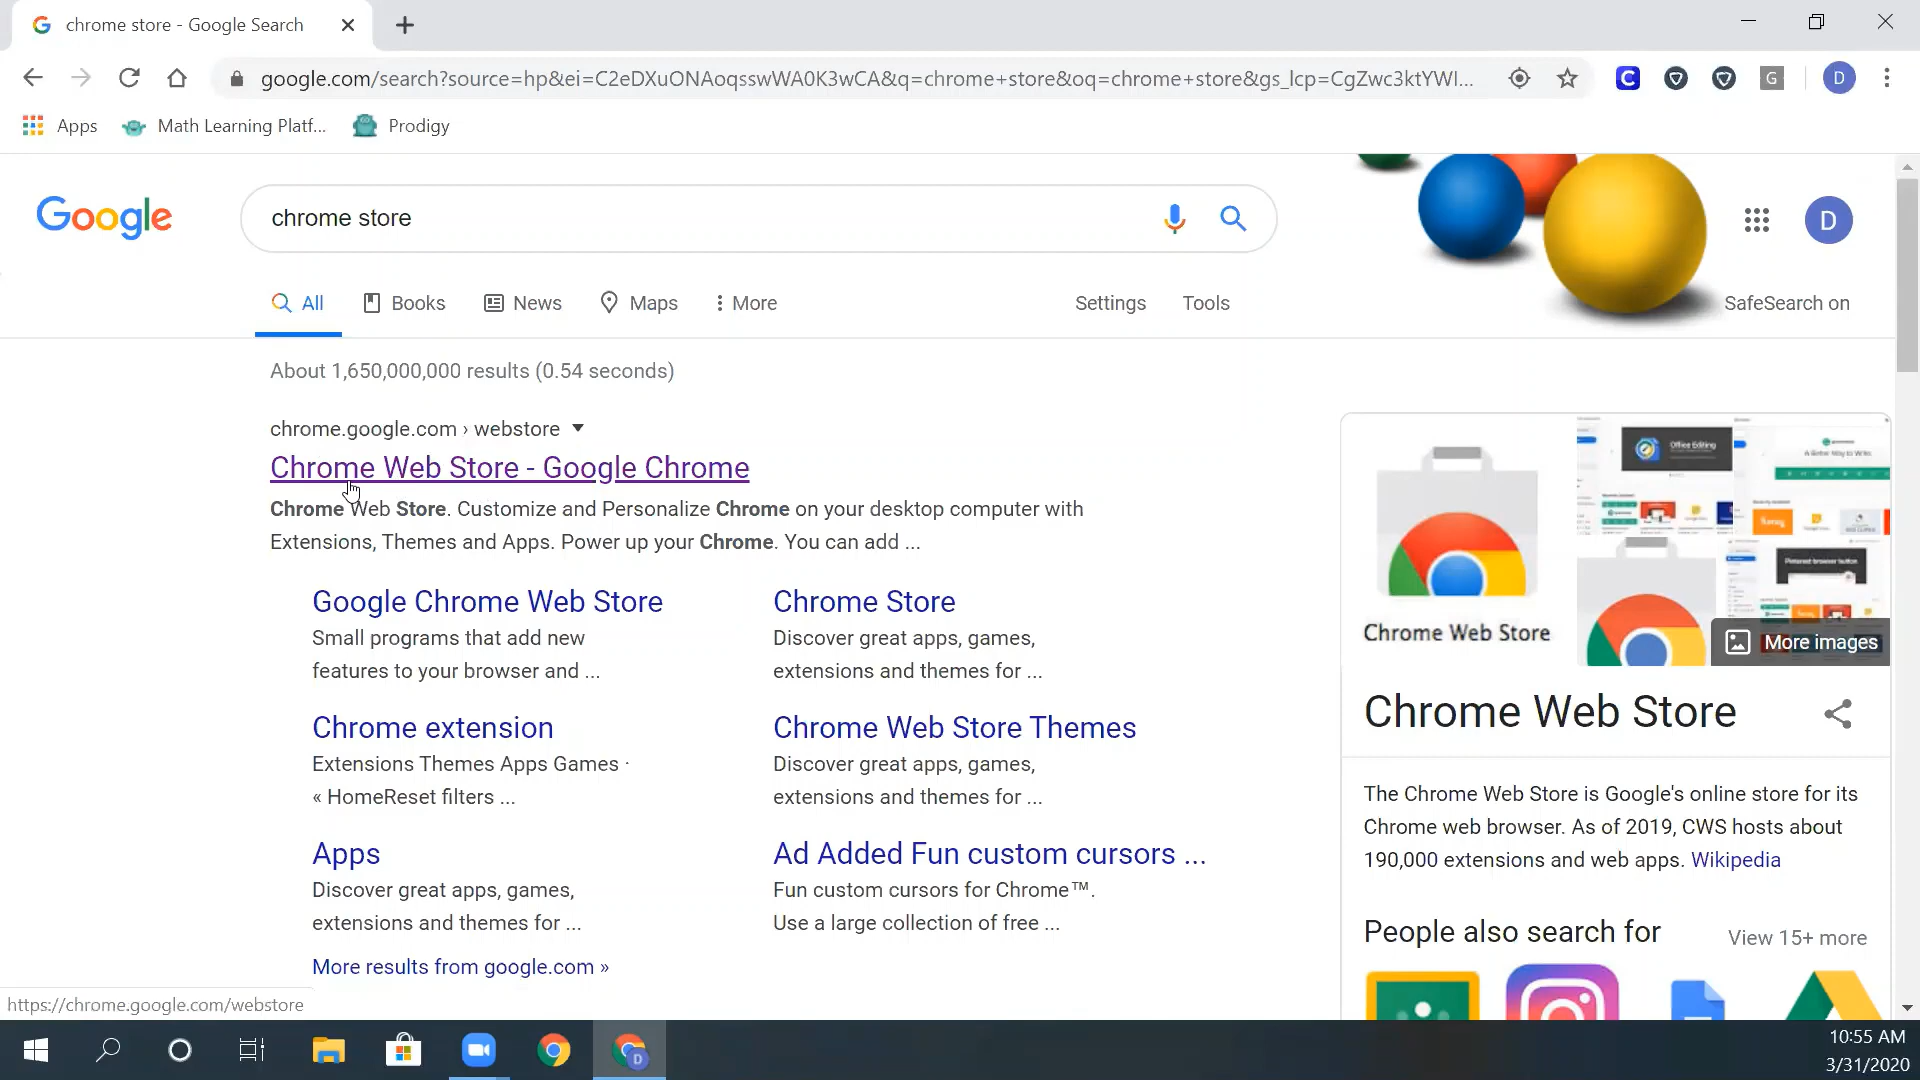 chrome store - Google Search
google.com/search?source=hp&ei=C2eDXuONAoqsswWA0K3wCA&q=chrome+store&oq=chrome+store&gs_lcp=CgZwc3ktYWI...
C
G
D
Apps
Math Learning Platf...
Prodigy
Google
chrome store
D
All
Books
News
Maps
More
Settings
Tools
SafeSearch on
About 1,650,000,000 results (0.54 seconds)
chrome.google.com › webstore
Chrome Web Store - Google Chrome
Chrome Web Store. Customize and Personalize Chrome on your desktop computer with
Extensions, Themes and Apps. Power up your Chrome. You can add ...
Google Chrome Web Store
Small programs that add new
features to your browser and ...
Chrome Store
Discover great apps, games,
extensions and themes for ...
Chrome extension
Extensions Themes Apps Games ·
« HomeReset filters ...
Chrome Web Store Themes
Discover great apps, games,
extensions and themes for ...
Apps
Discover great apps, games,
extensions and themes for ...
Ad Added Fun custom cursors ...
Fun custom cursors for Chrome™.
Use a large collection of free ...
More results from google.com »
Chrome Web Store
Office Editing
A Better Way to Write
Pinterest browser button
More images
Chrome Web Store
The Chrome Web Store is Google's online store for its
Chrome web browser. As of 2019, CWS hosts about
190,000 extensions and web apps. Wikipedia
People also search for
View 15+ more
https://chrome.google.com/webstore
D
10:55 AM
3/31/2020